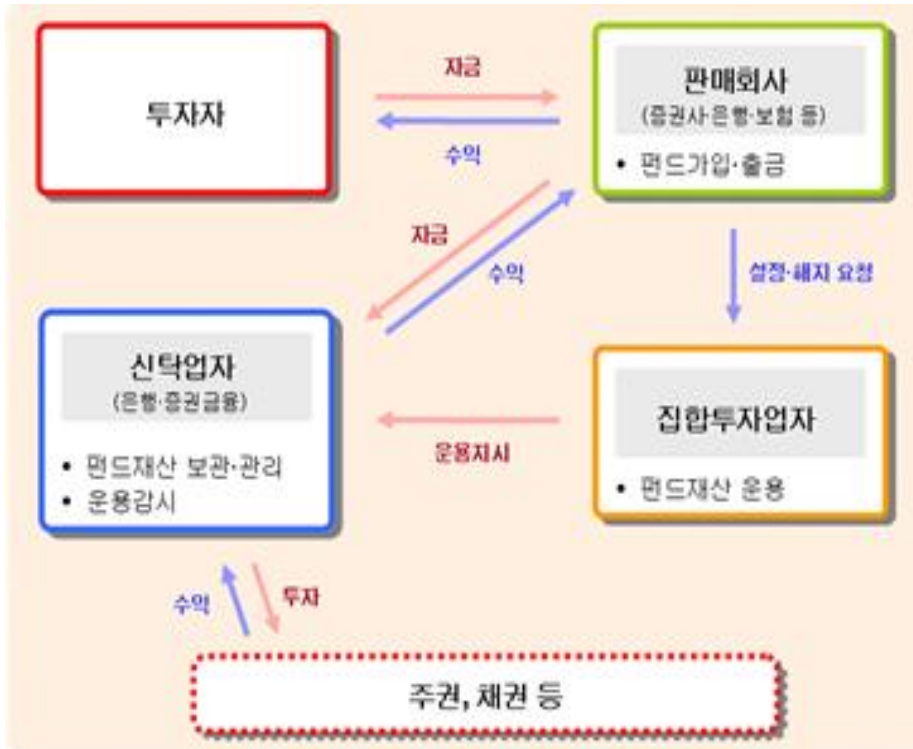 투자자
자금
수익
판매회사
(증권사·은행·보험 등)
• 펀드가입·출금
자금
수익
설정·해지 요청
신탁업자
(은행·증권금융)
• 펀드재산 보관·관리
• 운용감시
운용지시
집합투자업자
• 펀드재산 운용
수익
투자
주권, 채권 등